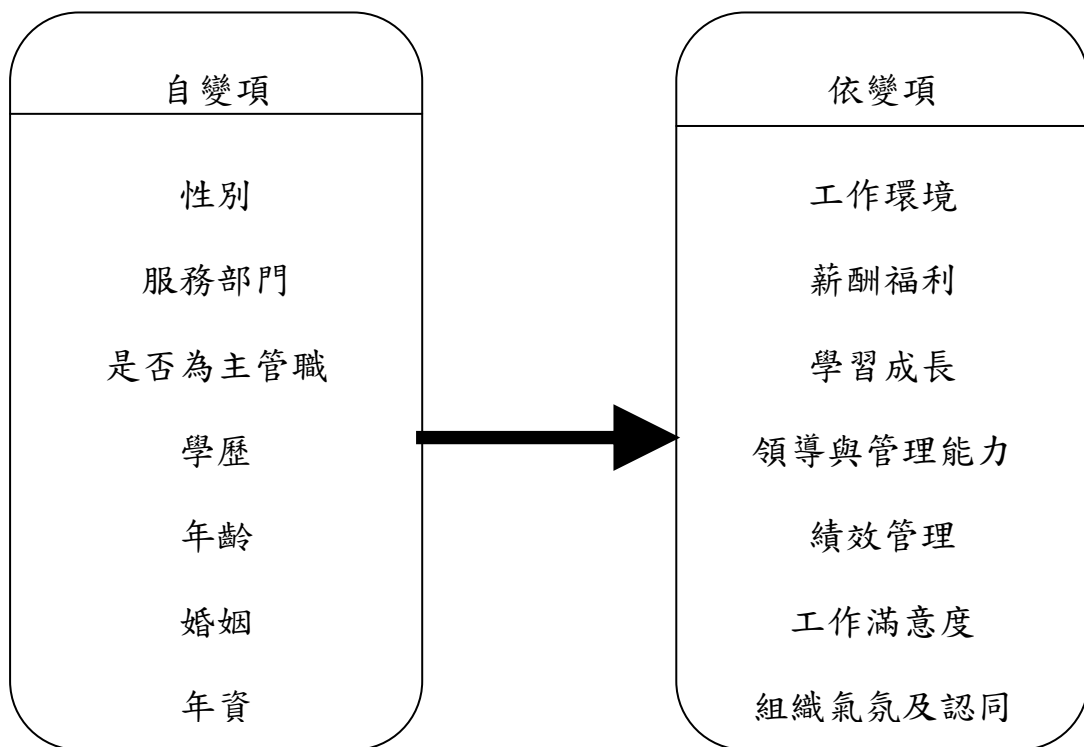 自變項
性別
服務部門
是否為主管職
學歷
年齡
婚姻
年資
依變項
工作環境
薪酬福利
學習成長
領導與管理能力
績效管理
工作滿意度
組織氣氛及認同